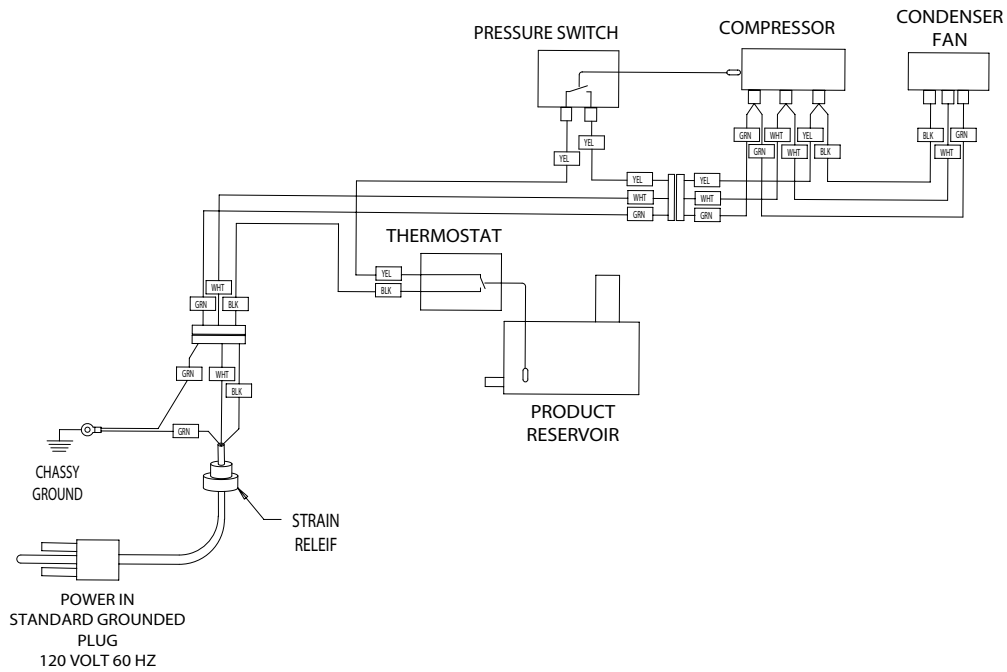 CONDENSER
FAN
COMPRESSOR
PRESSURE SWITCH
GRN
WHT
YEL
BLK
GRN
YEL
GRN
WHT
BLK
WHT
YEL
YEL
YEL
WHT
WHT
GRN
GRN
THERMOSTAT
YEL
BLK
WHT
GRN
BLK
GRN
WHT
BLK
GRN
PRODUCT
RESERVOIR
CHASSY
GROUND
STRAIN
RELEIF
POWER IN
STANDARD GROUNDED
PLUG
120 VOLT 60 HZ